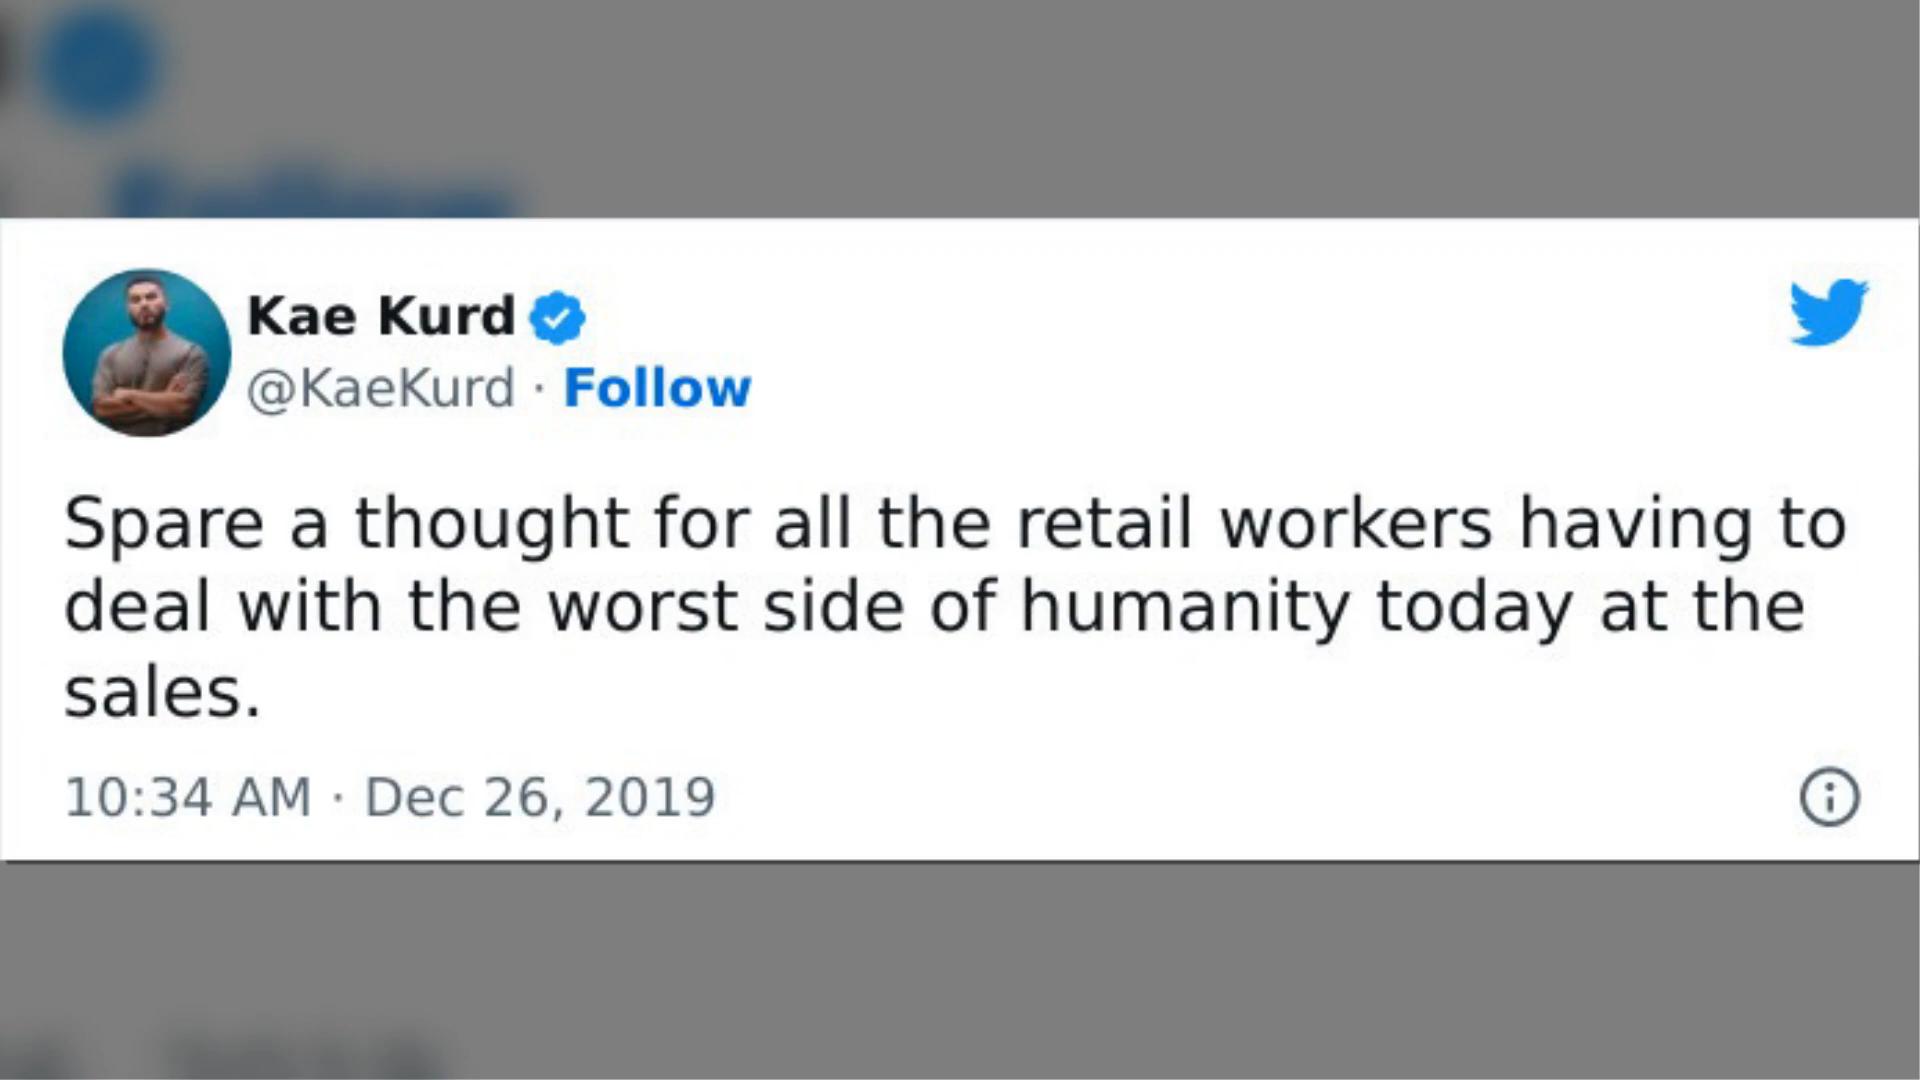 Kae Kurd
@KaeKurd · Follow
Spare a thought for all the retail workers having to
deal with the worst side of humanity today at the
sales.
10:34 AM · Dec 26, 2019